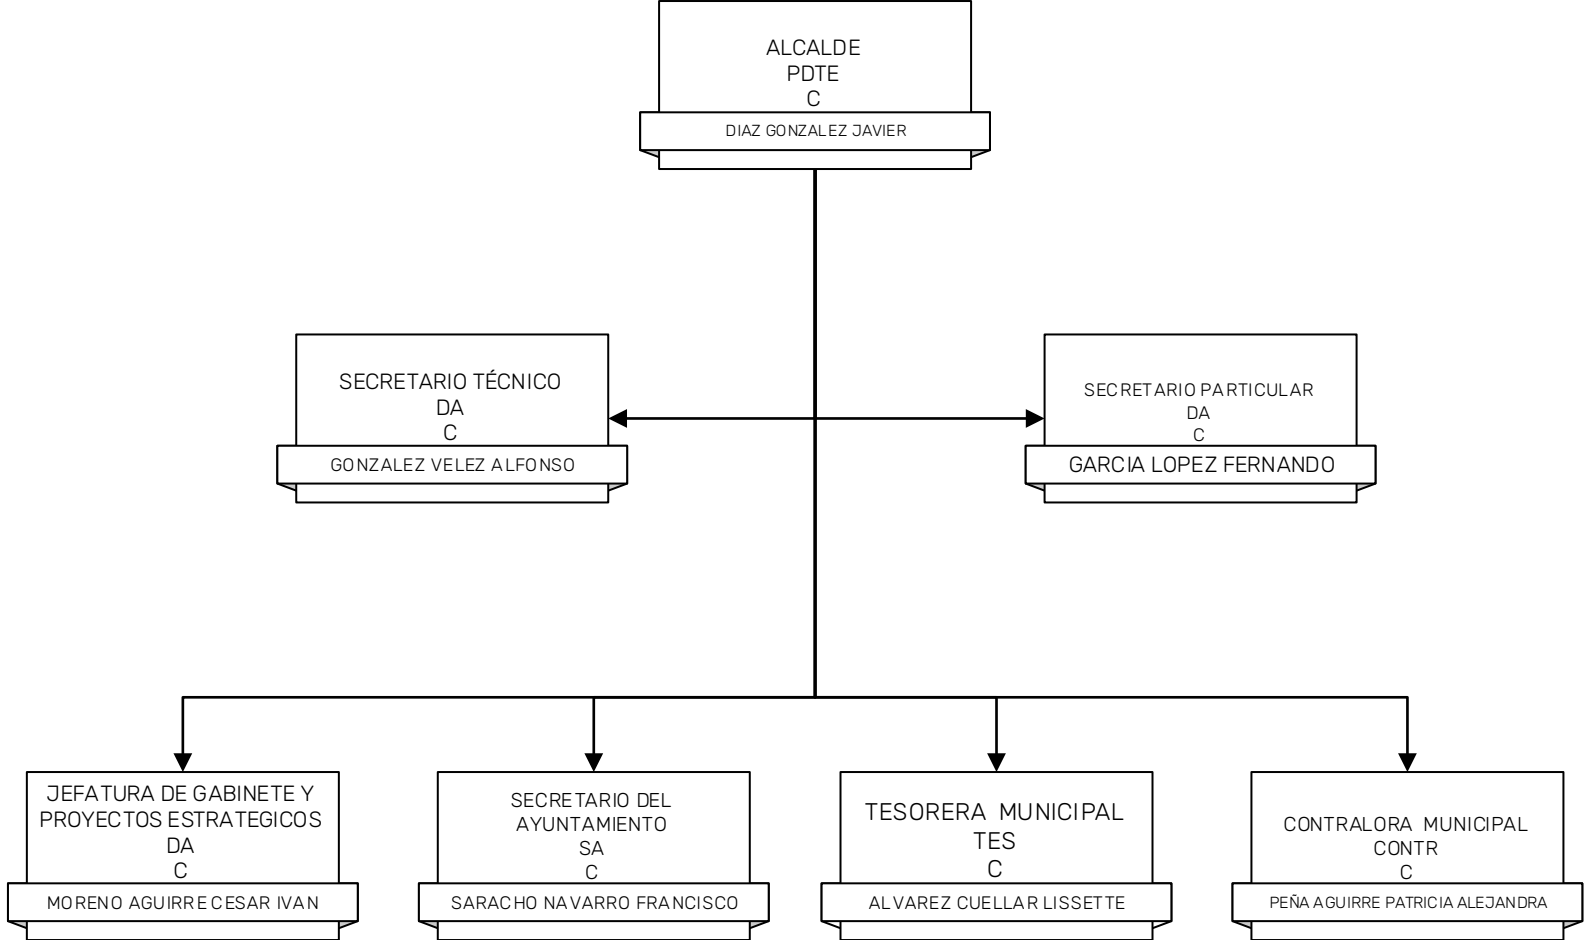 ALCALDE
PDTE
C
DIAZ GONZALEZ JAVIER
SECRETARIO TÉCNICO
DA
C
GONZALEZ VELEZ ALFONSO
SECRETARIO PARTICULAR
DA
C
GARCIA LOPEZ FERNANDO
JEFATURA DE GABINETE Y
PROYECTOS ESTRATEGICOS
DA
C
MORENO AGUIRRE CESAR IVAN
SECRETARIO DEL
AYUNTAMIENTO
SA
C
SARACHO NAVARRO FRANCISCO
TESORERA MUNICIPAL
TES
C
ALVAREZ CUELLAR LISSETTE
CONTRALORA MUNICIPAL
CONTR
C
PEÑA AGUIRRE PATRICIA ALEJANDRA